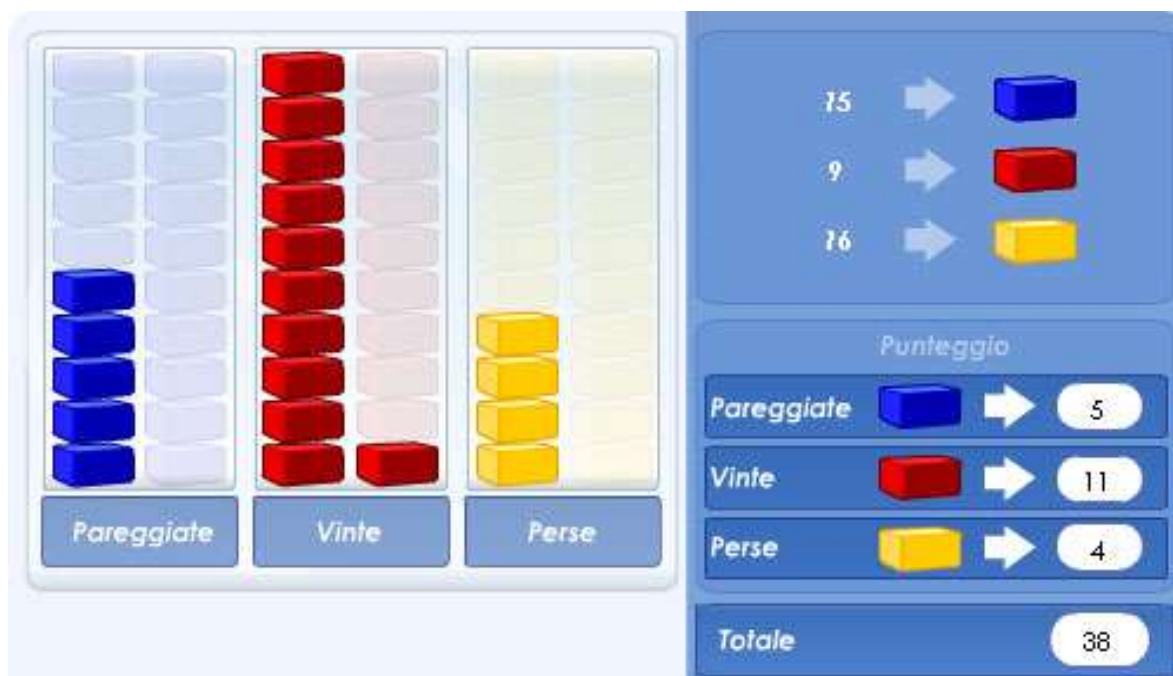 Pareggiate
Vinte
Perse
15
9
16
Punteggio
Pareggiate 5
Vinte 11
Perse 4
Totale 38